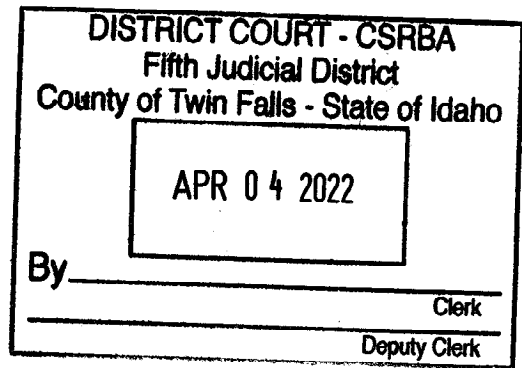 DISTRICT COURT - CSRBA
Fifth Judicial District
County of Twin Falls - State of Idaho
APR 04 2022
By
Clerk
Deputy Clerk